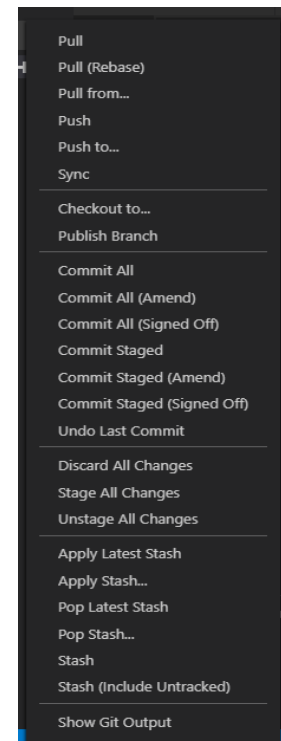 Pull
Pull (Rebase)
Pull from...
Push
Push to...
Sync
Checkout to...
Publish Branch
Commit All
Commit All (Amend)
Commit All (Signed Off)
Commit Staged
Commit Staged (Amend)
Commit Staged (Signed Off)
Undo Last Commit
Discard All Changes
Stage All Changes
Unstage All Changes
Apply Latest Stash
Apply Stash...
Pop Latest Stash
Pop Stash...
Stash
Stash (Include Untracked)
Show Git Output